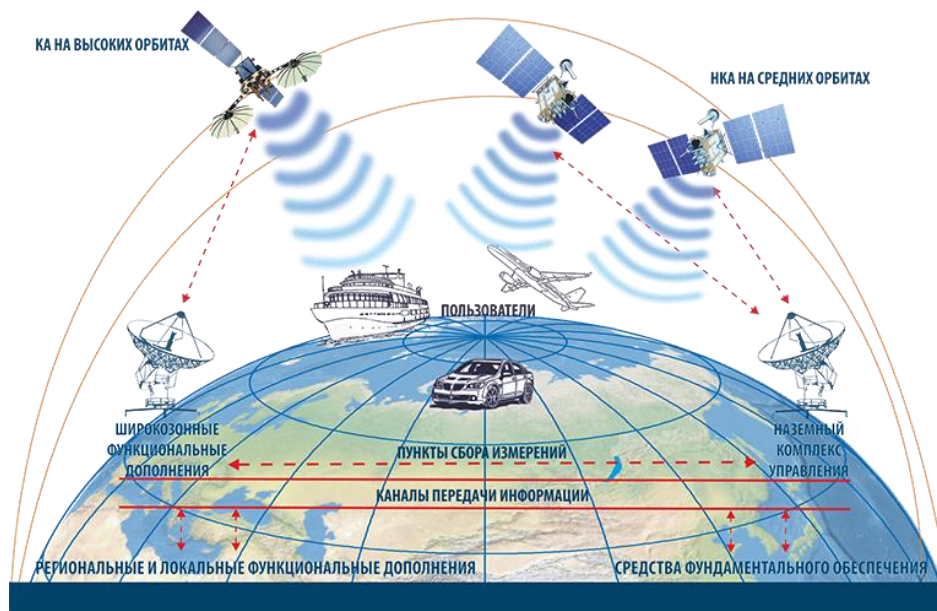 КА НА ВЫСОКИХ ОРБИТАХ
НКА НА СРЕДНИХ ОРБИТАХ
ПОЛЬЗОВАТЕЛИ
ШИРОКОЗОННЫЕ
ФУНКЦИОНАЛЬНЫЕ
ДОПОЛНЕНИЯ
ПУНКТЫ СБОРА ИЗМЕРЕНИЙ
НАЗЕМНЫЙ
КОМПЛЕКС
УПРАВЛЕНИЯ
КАНАЛЫ ПЕРЕДАЧИ ИНФОРМАЦИИ
РЕГИОНАЛЬНЫЕ И ЛОКАЛЬНЫЕ ФУНКЦИОНАЛЬНЫЕ ДОПОЛНЕНИЯ
СРЕДСТВА ФУНДАМЕНТАЛЬНОГО ОБЕСПЕЧЕНИЯ